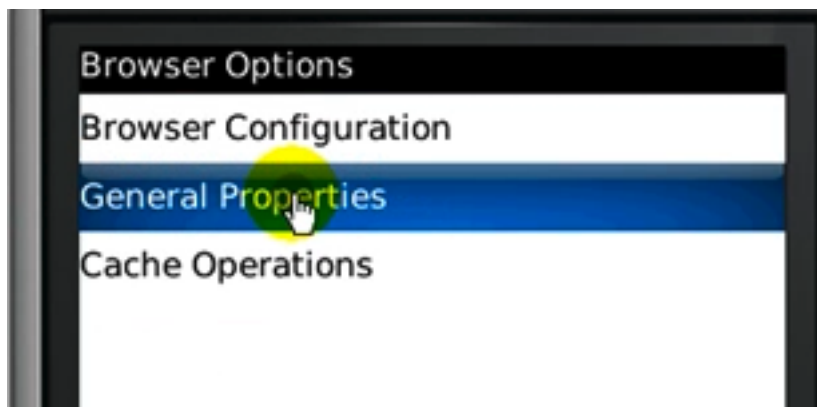 Browser Options
Browser Configuration
General Properties
Cache Operations